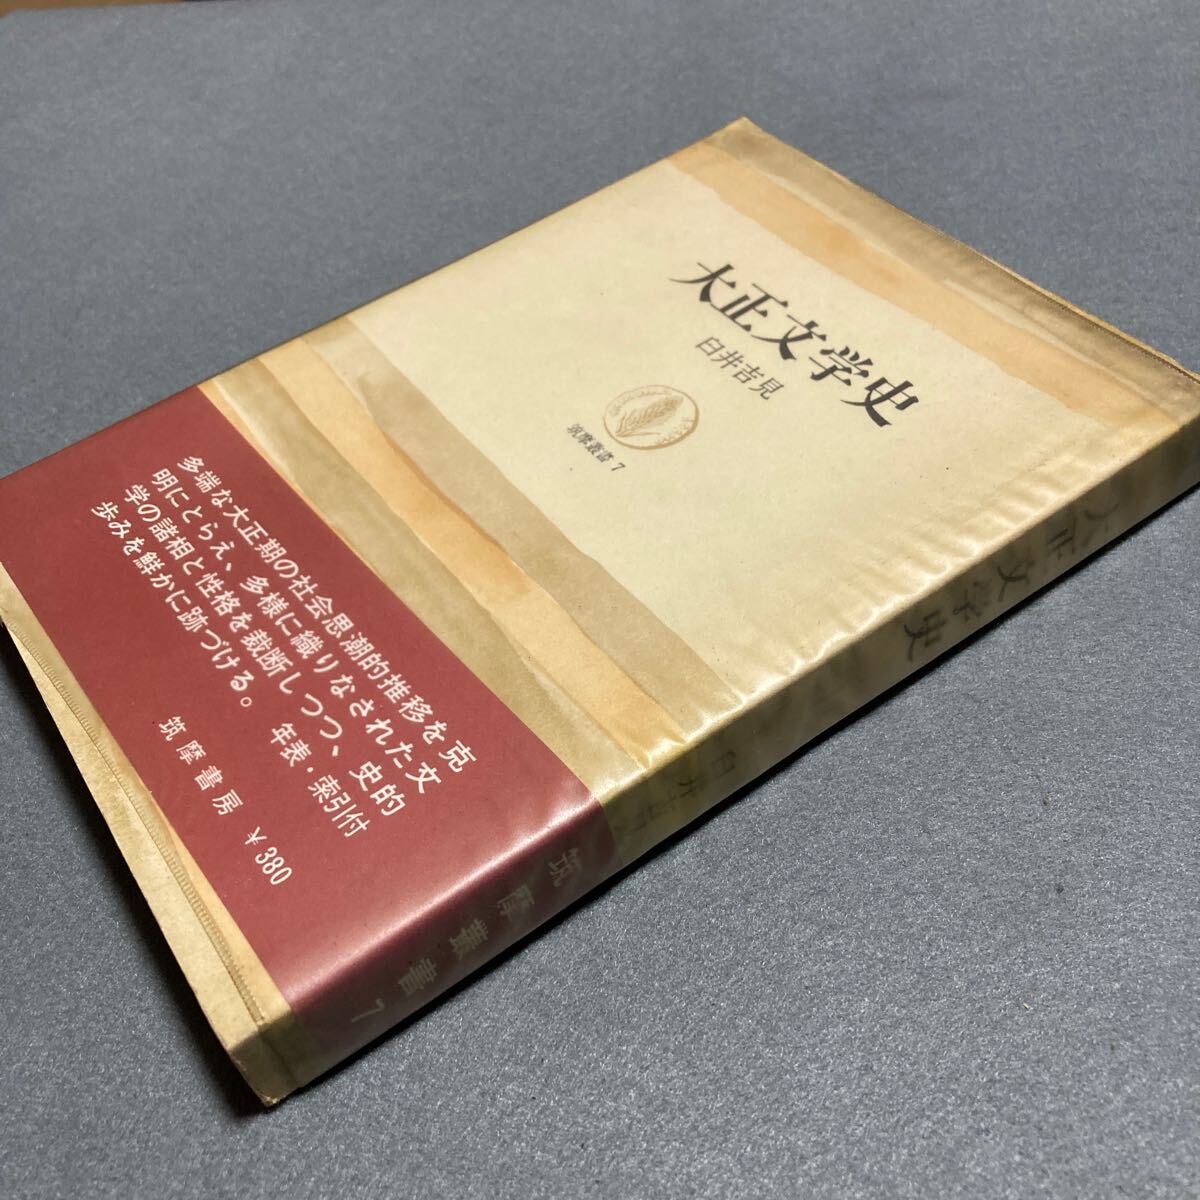 大正文学史
臼井吉見
筑摩叢書 7
多端な大正期の社会思潮的推移を克
明にとらえ、多様に織りなされた文
学の諸相と性格を裁断しつつ、史的
歩みを鮮かに跡づける。 年表・索引付
筑摩書房 ¥380
大正文学史
臼井吉見
筑摩叢書 7